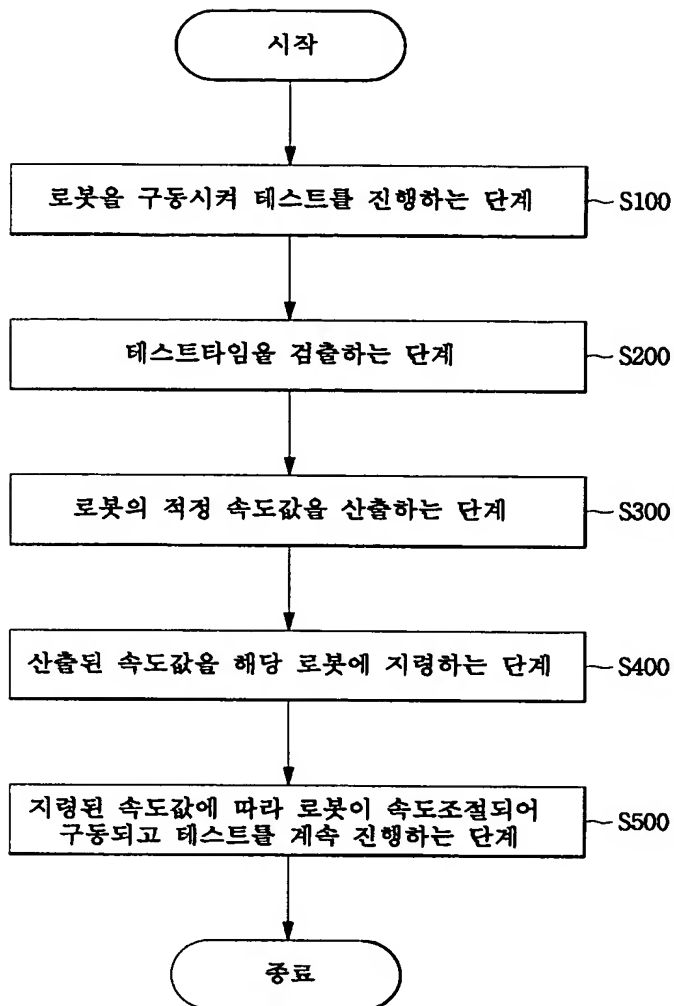 시작
로봇을 구동시켜 테스트를 진행하는 단계 S100
테스트타임을 검출하는 단계 S200
로봇의 적정 속도값을 산출하는 단계 S300
산출된 속도값을 해당 로봇에 지령하는 단계 S400
지령된 속도값에 따라 로봇이 속도조절되어
구동되고 테스트를 계속 진행하는 단계 S500
종료